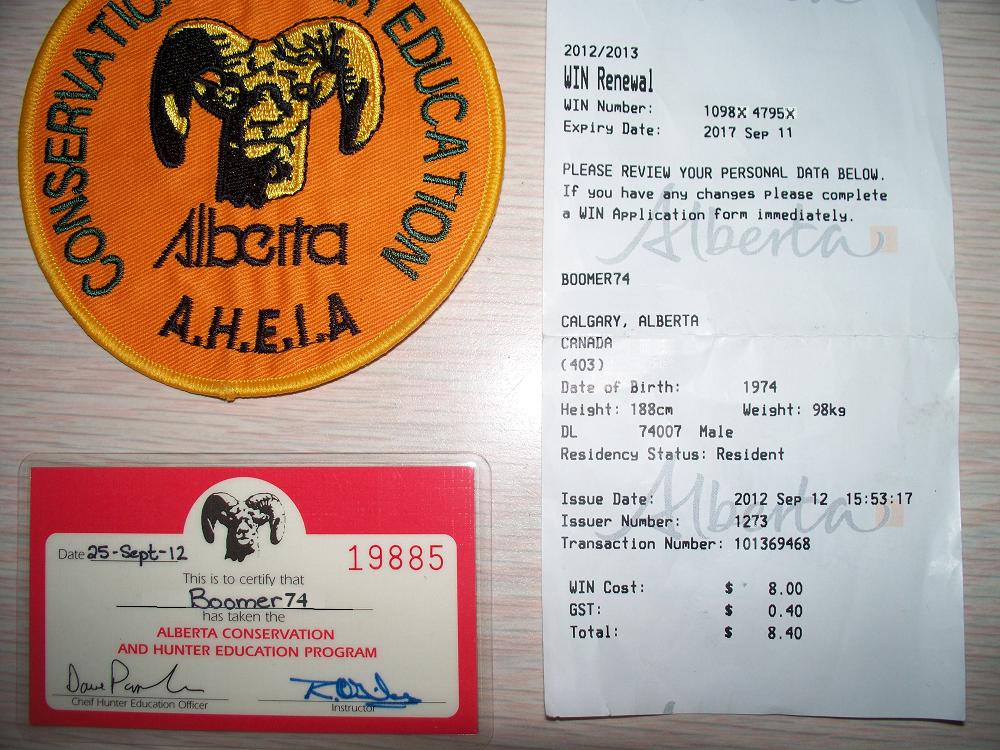 CONSERVATION EDUCATION
Alberta
A.H.E.I.A
Date 25-Sept-12
19885
This is to certify that
Boomer74
has taken the
ALBERTA CONSERVATION
AND HUNTER EDUCATION PROGRAM
Cheif Hunter Education Officer
Instructor
2012/2013
WIN Renewal
WIN Number: 1098X 4795X
Expiry Date: 2017 Sep 11
PLEASE REVIEW YOUR PERSONAL DATA BELOW.
If you have any changes please complete
a WIN Application form immediately.
Alberta
BOOMER74
CALGARY, ALBERTA
CANADA
(403)
Date of Birth: 1974
Height: 188cm Weight: 98kg
DL 74007 Male
Residency Status: Resident
Alberta
Issue Date: 2012 Sep 12 15:53:17
Issuer Number: 1273
Transaction Number: 101369468
WIN Cost: $ 8.00
GST: $ 0.40
Total: $ 8.40